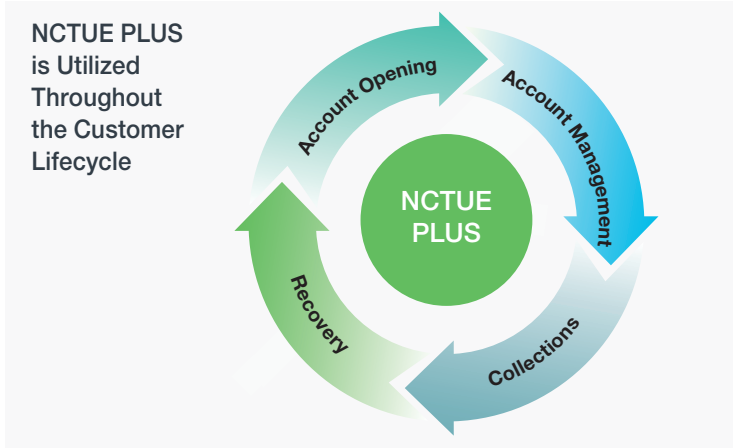 NCTUE PLUS
is Utilized
Throughout
the Customer
Lifecycle
Account Opening
Account Management
NCTUE
PLUS
Recovery
Collections